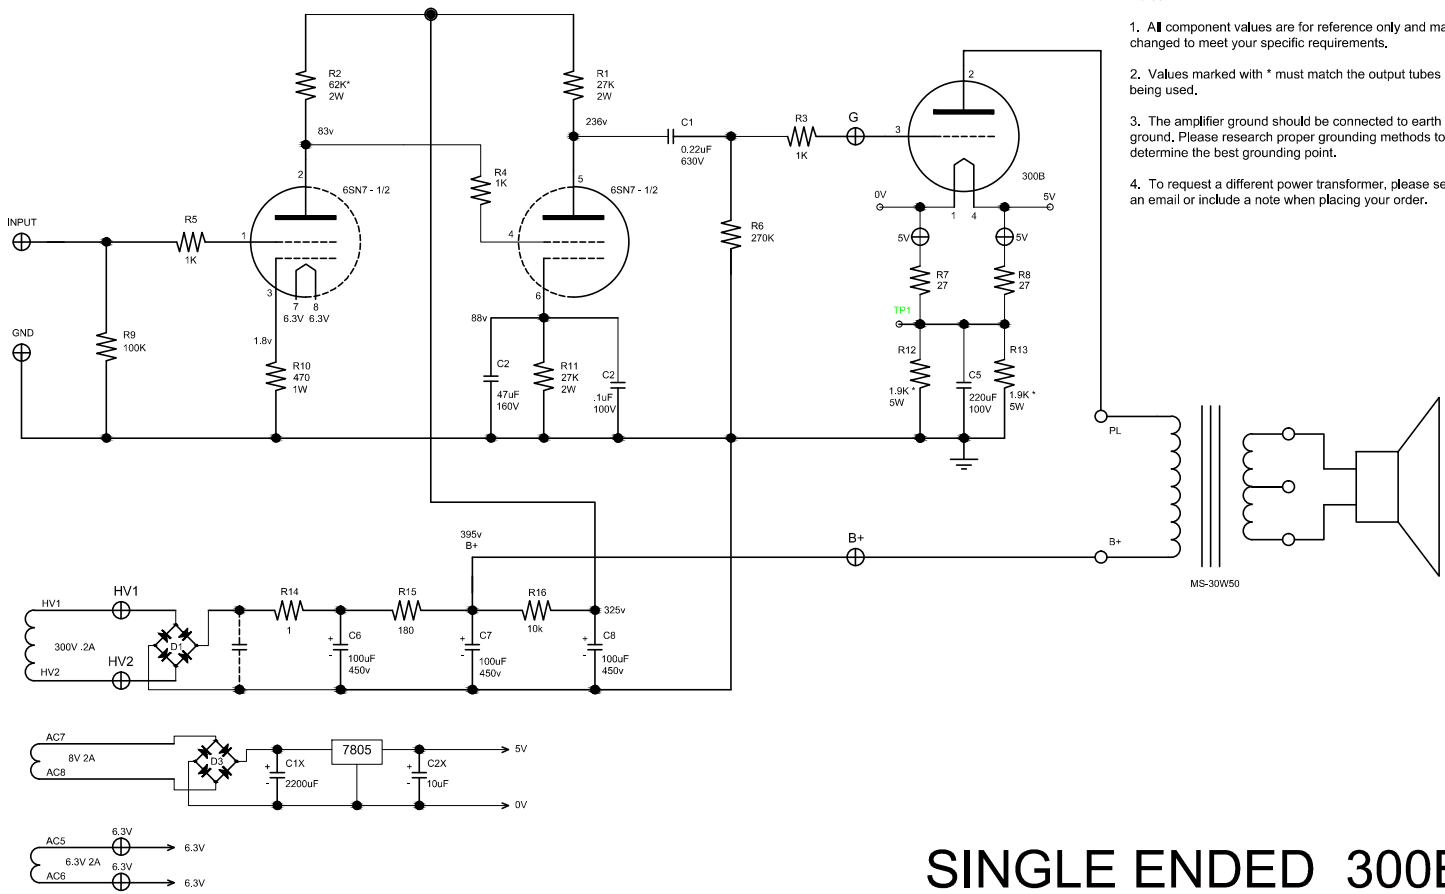 1. All component values are for reference only and ma
changed to meet your specific requirements.
2. Values marked with * must match the output tubes
being used.
3. The amplifier ground should be connected to earth
ground. Please research proper grounding methods to
determine the best grounding point.
4. To request a different power transformer, please se
an email or include a note when placing your order.
R2
62K*
2W
83v
2
6SN7 - 1/2
R1
27K
2W
236v
5
6SN7 - 1/2
C1
0.22uF
630V
R3
1K
G
3
2
300B
0V
1
4
5V
5V
5V
R4
1K
4
R6
270K
R7
27
R8
27
TP1
INPUT
R5
1K
1
3
7
8
6.3V
6.3V
6
GND
R9
100K
1.8v
R10
470
1W
88v
C2
47uF
160V
R11
27K
2W
C2
.1uF
100V
R12
1.9K *
5W
C5
220uF
100V
R13
1.9K *
5W
PL
B+
MS-30W50
395v
B+
B+
HV1
HV1
300V .2A
HV2
HV2
D1
R14
1
C6
+
-
100uF
450v
R15
180
C7
+
-
100uF
450v
R16
10k
325v
C8
+
-
100uF
450v
AC7
8V 2A
AC8
D3
C1X
+
-
2200uF
7805
C2X
+
-
10uF
5V
0V
AC5
6.3V 2A
AC6
6.3V
6.3V
6.3V
6.3V
SINGLE ENDED 300B